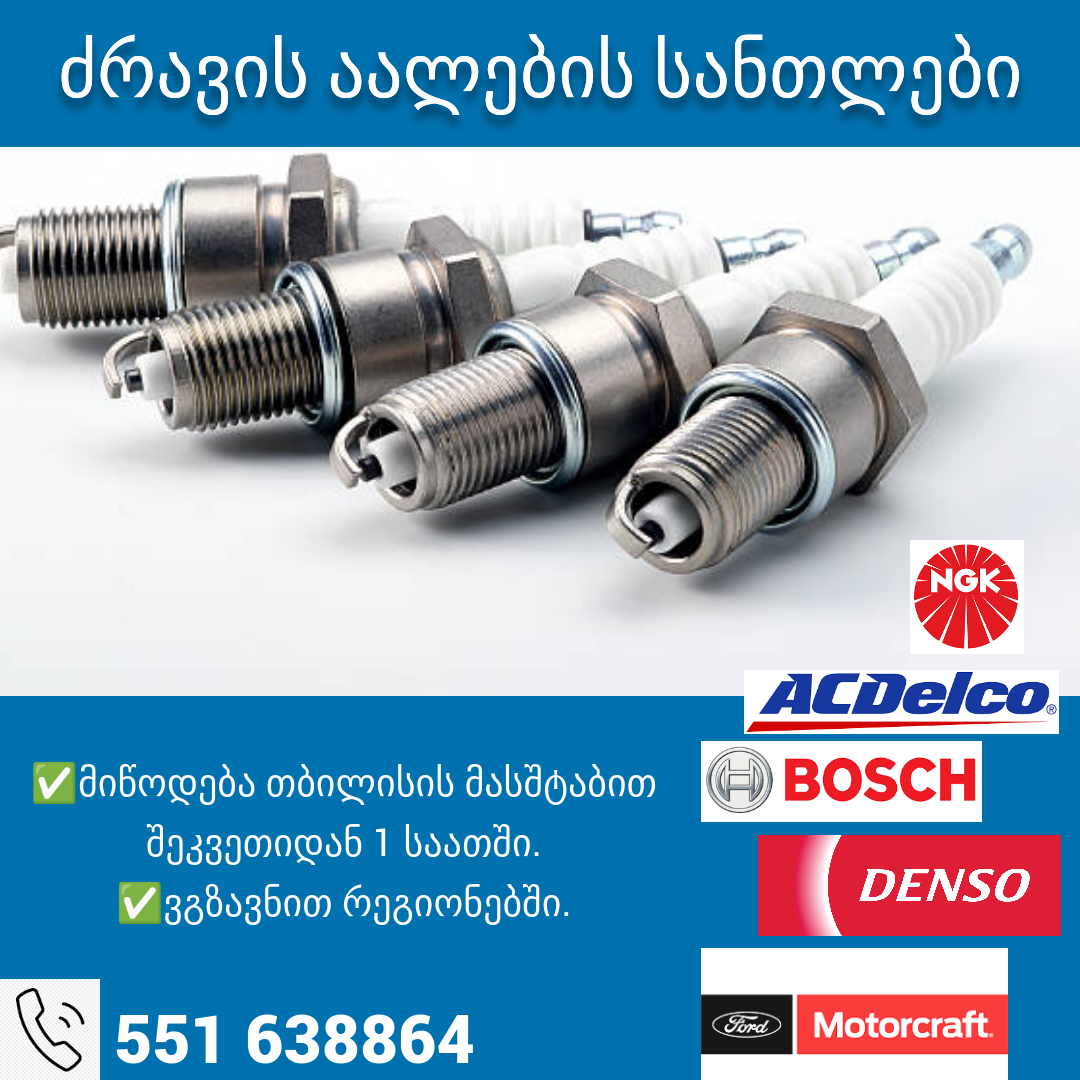 ძრავის აალების სანთლები
NGK
ACDelco®
BOSCH
DENSO
Ford Motorcraft
✅მიწოდება თბილისის მასშტაბით
შეკვეთიდან 1 საათში.
✅ვგზავნით რეგიონებში.
551 638864